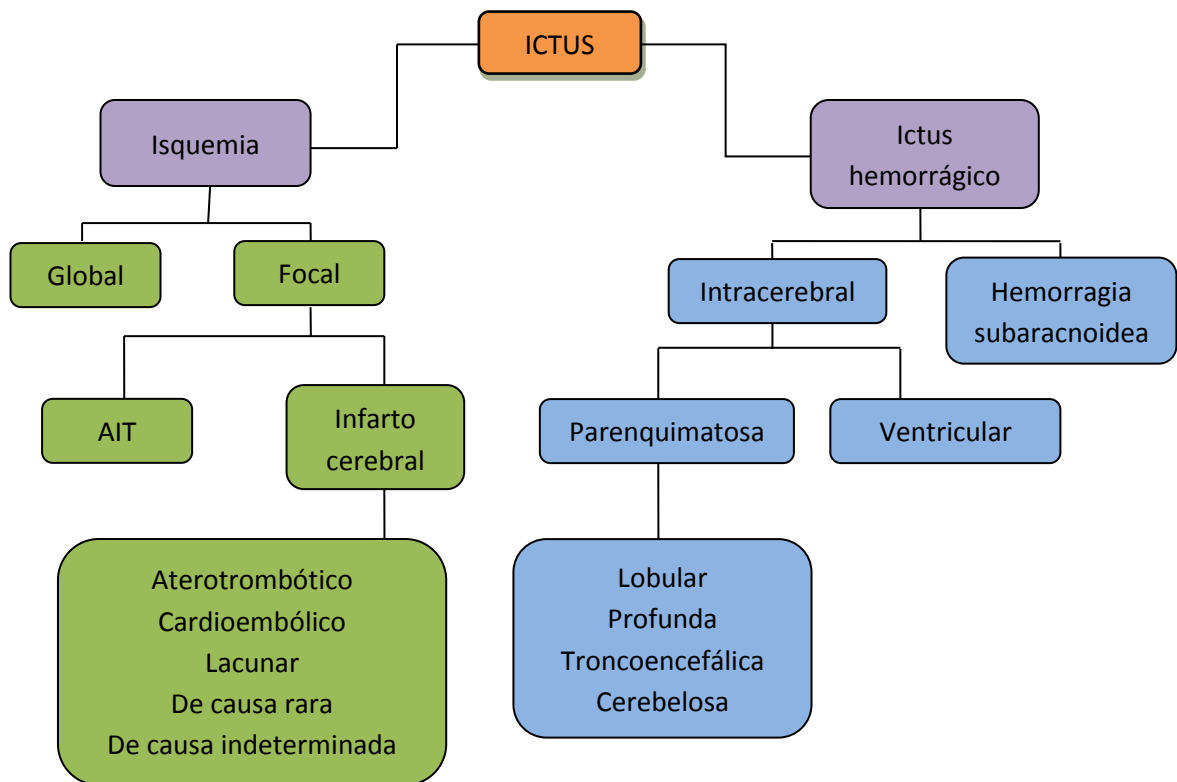 ICTUS
Isquemia
Ictus
hemorrágico
Global
Focal
Intracerebral
Hemorragia
subaracnoidea
AIT
Infarto
cerebral
Parenquimatosa
Ventricular
Aterotrombótico
Cardioembólico
Lacunar
De causa rara
De causa indeterminada
Lobular
Profunda
Troncoencefálica
Cerebelosa